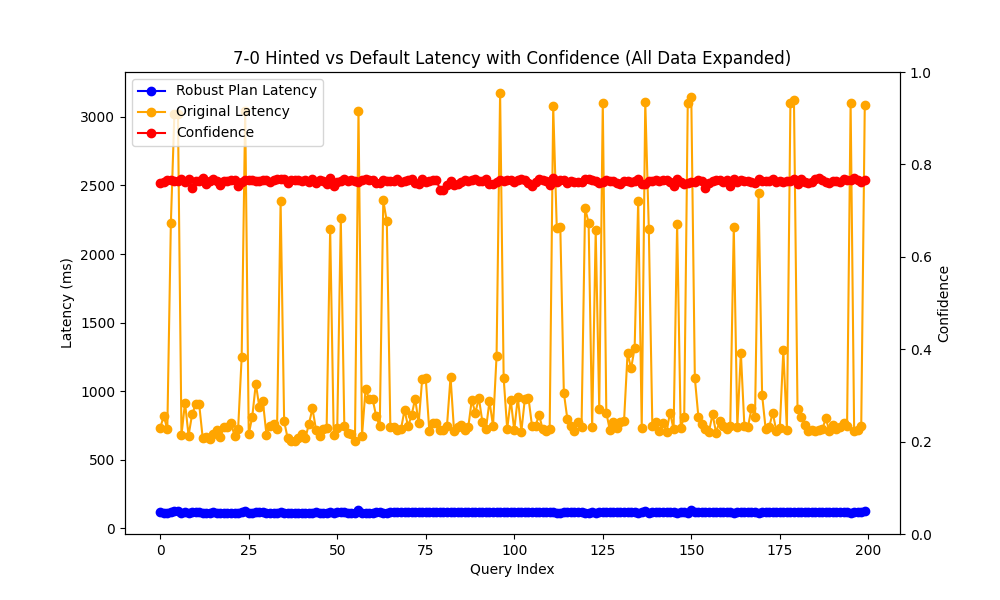 7-0 Hinted vs Default Latency with Confidence (All Data Expanded)
Robust Plan Latency
Original Latency
Confidence
Latency (ms)
3000
2500
2000
1500
1000
500
0
1.0
0.8
0.6
0.4
0.2
0.0
Confidence
0 25 50 75 100 125 150 175 200
Query Index